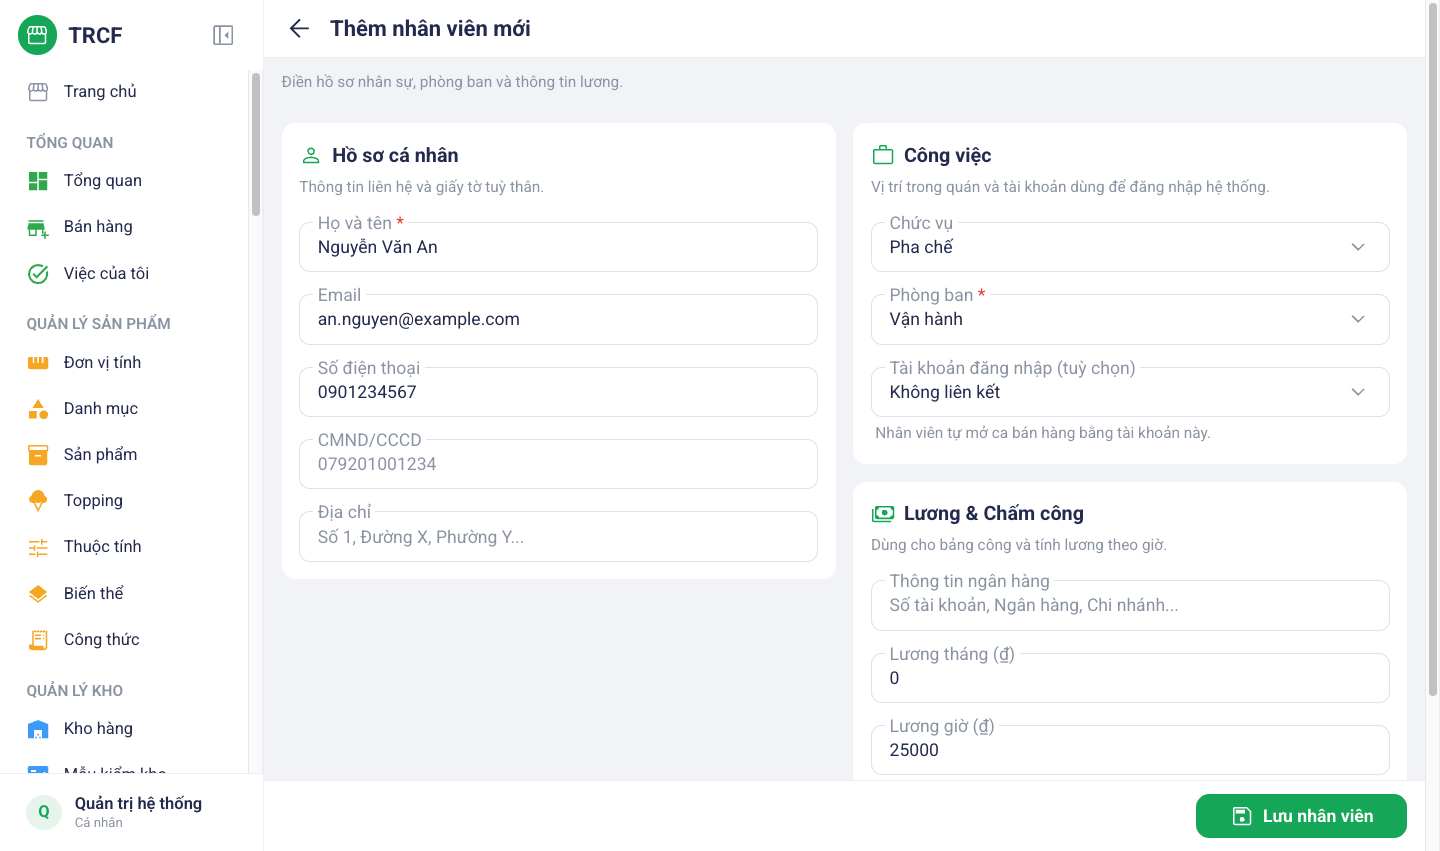 TRCF
Trang chủ
TỔNG QUAN
Tổng quan
Bán hàng
Việc của tôi
QUẢN LÝ SẢN PHẨM
Đơn vị tính
Danh mục
Sản phẩm
Topping
Thuộc tính
Biến thể
Công thức
QUẢN LÝ KHO
Kho hàng
Mẫu kiểm kho
Q
Quản trị hệ thống
Cá nhân
Thêm nhân viên mới
Điền hồ sơ nhân sự, phòng ban và thông tin lương.
Hồ sơ cá nhân
Thông tin liên hệ và giấy tờ tuỳ thân.
Họ và tên *
Nguyễn Văn An
Email
an.nguyen@example.com
Số điện thoại
0901234567
CMND/CCCD
079201001234
Địa chỉ
Số 1, Đường X, Phường Y...
Công việc
Vị trí trong quán và tài khoản dùng để đăng nhập hệ thống.
Chức vụ
Pha chế
Phòng ban *
Vận hành
Tài khoản đăng nhập (tuỳ chọn)
Không liên kết
Nhân viên tự mở ca bán hàng bằng tài khoản này.
Lương & Chấm công
Dùng cho bảng công và tính lương theo giờ.
Thông tin ngân hàng
Số tài khoản, Ngân hàng, Chi nhánh...
Lương tháng (₫)
0
Lương giờ (₫)
25000
Lưu nhân viên